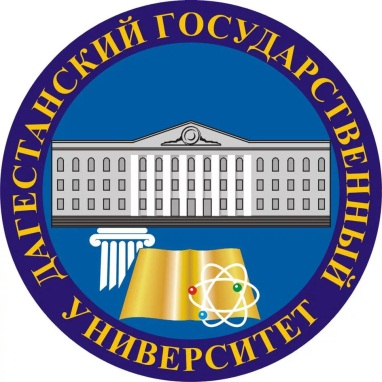 ДАГЕСТАНСКИЙ ГОСУДАРСТВЕННЫЙ
УНИВЕРСИТЕТ